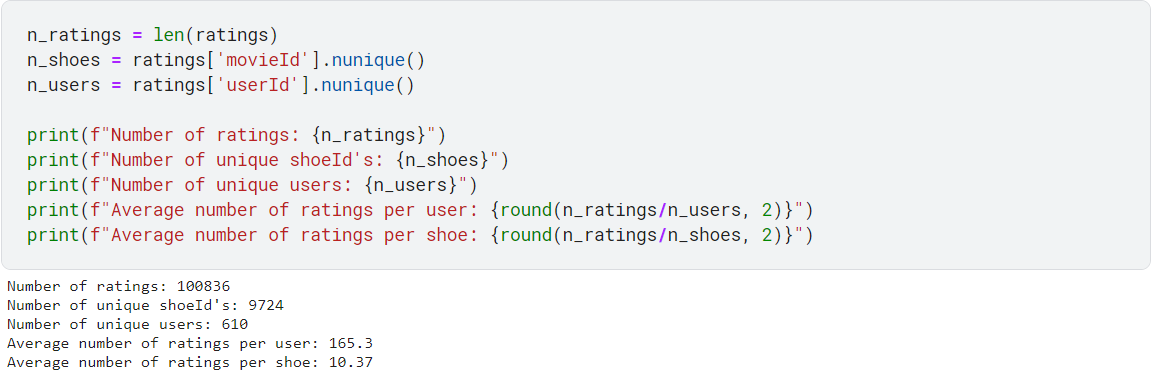 n_ratings = len(ratings)
n_shoes = ratings['movieId'].nunique()
n_users = ratings['userId'].nunique()
print(f"Number of ratings: {n_ratings}")
print(f"Number of unique shoeId's: {n_shoes}")
print(f"Number of unique users: {n_users}")
print(f"Average number of ratings per user: {round(n_ratings/n_users, 2)}")
print(f"Average number of ratings per shoe: {round(n_ratings/n_shoes, 2)}")
Number of ratings: 100836
Number of unique shoeId's: 9724
Number of unique users: 610
Average number of ratings per user: 165.3
Average number of ratings per shoe: 10.37